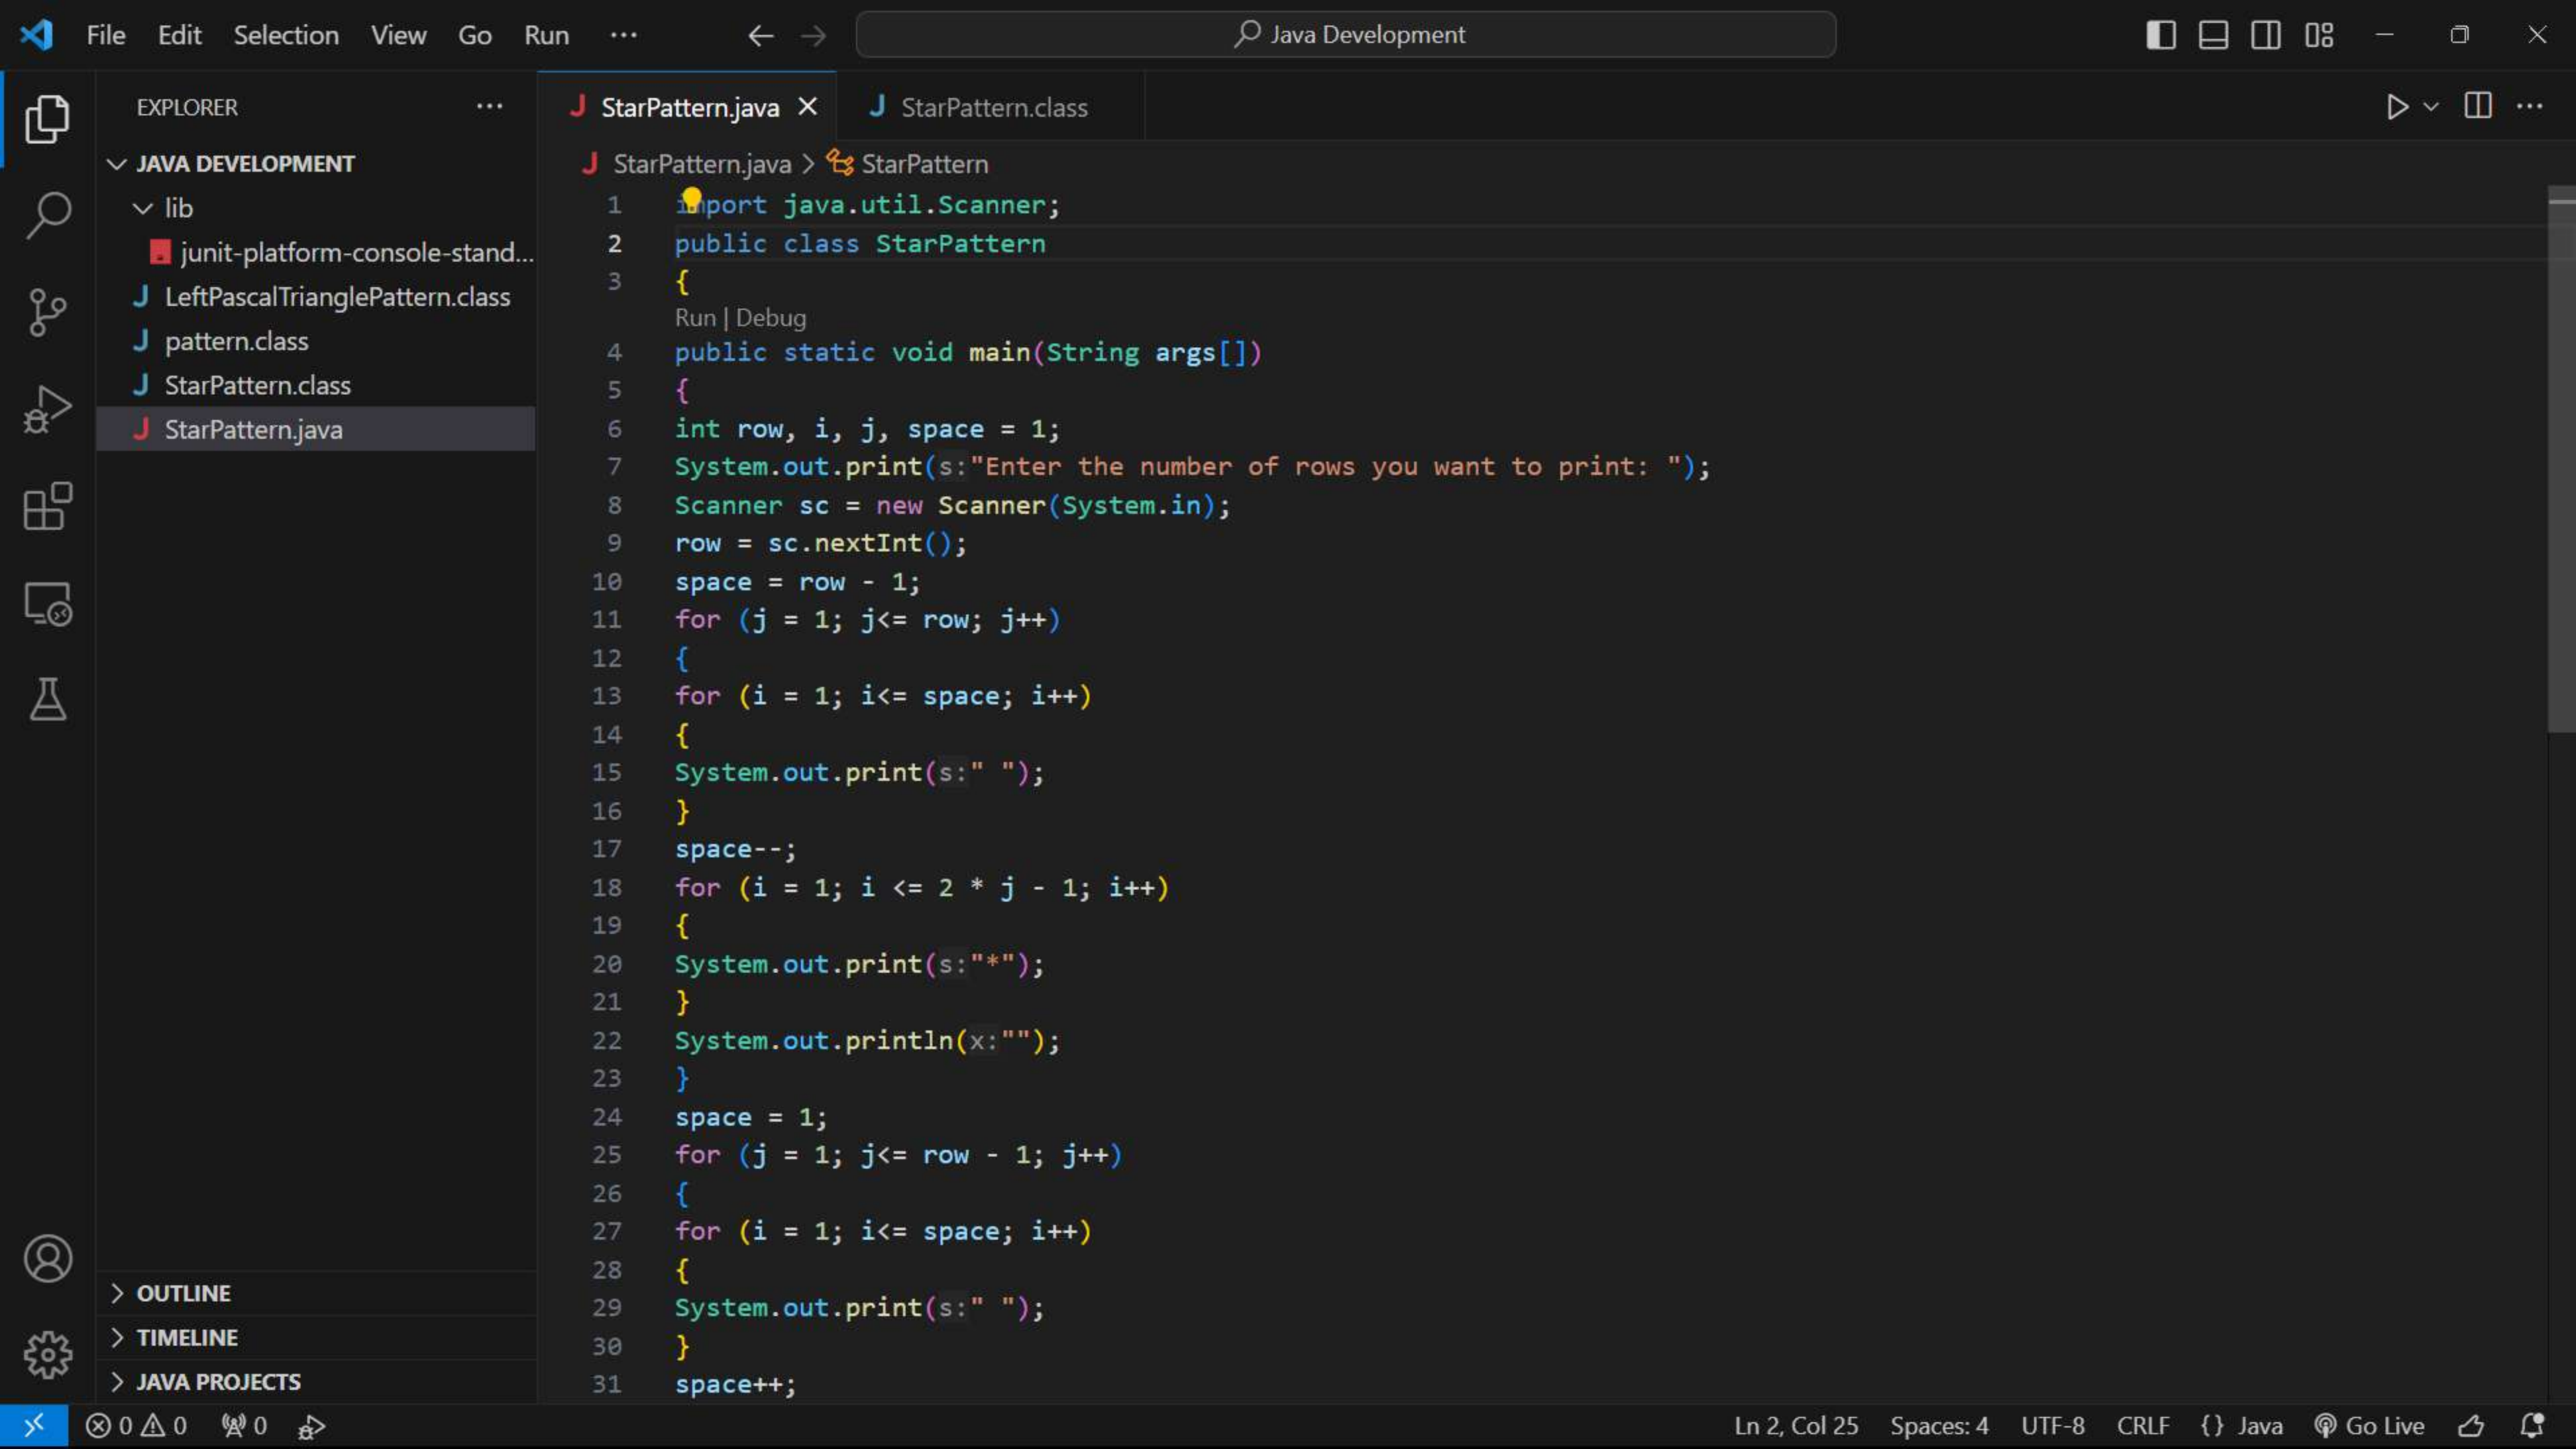 File Edit Selection View Go Run ··· Java Development
EXPLORER ···
JAVA DEVELOPMENT
lib
junit-platform-console-stand...
LeftPascalTrianglePattern.class
pattern.class
StarPattern.class
StarPattern.java
OUTLINE
TIMELINE
JAVA PROJECTS
StarPattern.java StarPattern.class
StarPattern.java > StarPattern
1 import java.util.Scanner;
2 public class StarPattern
3 {
Run | Debug
4 public static void main(String args[])
5 {
6 int row, i, j, space = 1;
7 System.out.print(s:"Enter the number of rows you want to print: ");
8 Scanner sc = new Scanner(System.in);
9 row = sc.nextInt();
10 space = row - 1;
11 for (j = 1; j<= row; j++)
12 {
13 for (i = 1; i<= space; i++)
14 {
15 System.out.print(s:" ");
16 }
17 space--;
18 for (i = 1; i <= 2 * j - 1; i++)
19 {
20 System.out.print(s:"*");
21 }
22 System.out.println(x:"");
23 }
24 space = 1;
25 for (j = 1; j<= row - 1; j++)
26 {
27 for (i = 1; i<= space; i++)
28 {
29 System.out.print(s:" ");
30 }
31 space++;
0 0 0 Ln 2, Col 25 Spaces: 4 UTF-8 CRLF {} Java Go Live